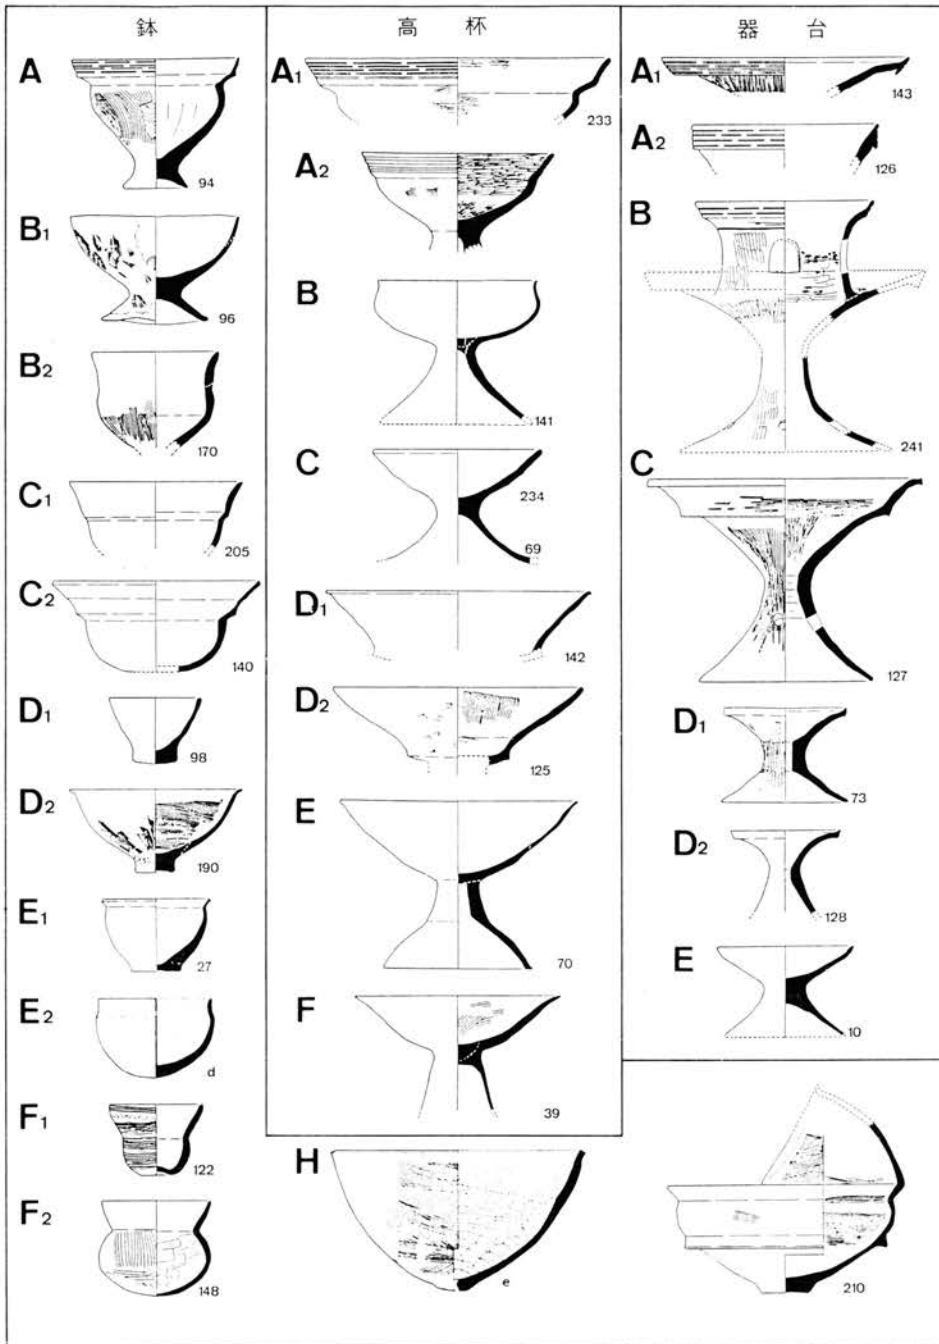 鉢
A
94
B1
96
B2
170
C1
205
C2
140
D1
98
D2
190
E1
27
E2
d
F1
122
F2
148
高杯
A1
233
A2
B
141
C
234
69
D1
142
D2
125
E
70
F
39
H
e
器台
A1
143
A2
126
B
241
C
127
D1
73
D2
128
E
10
210